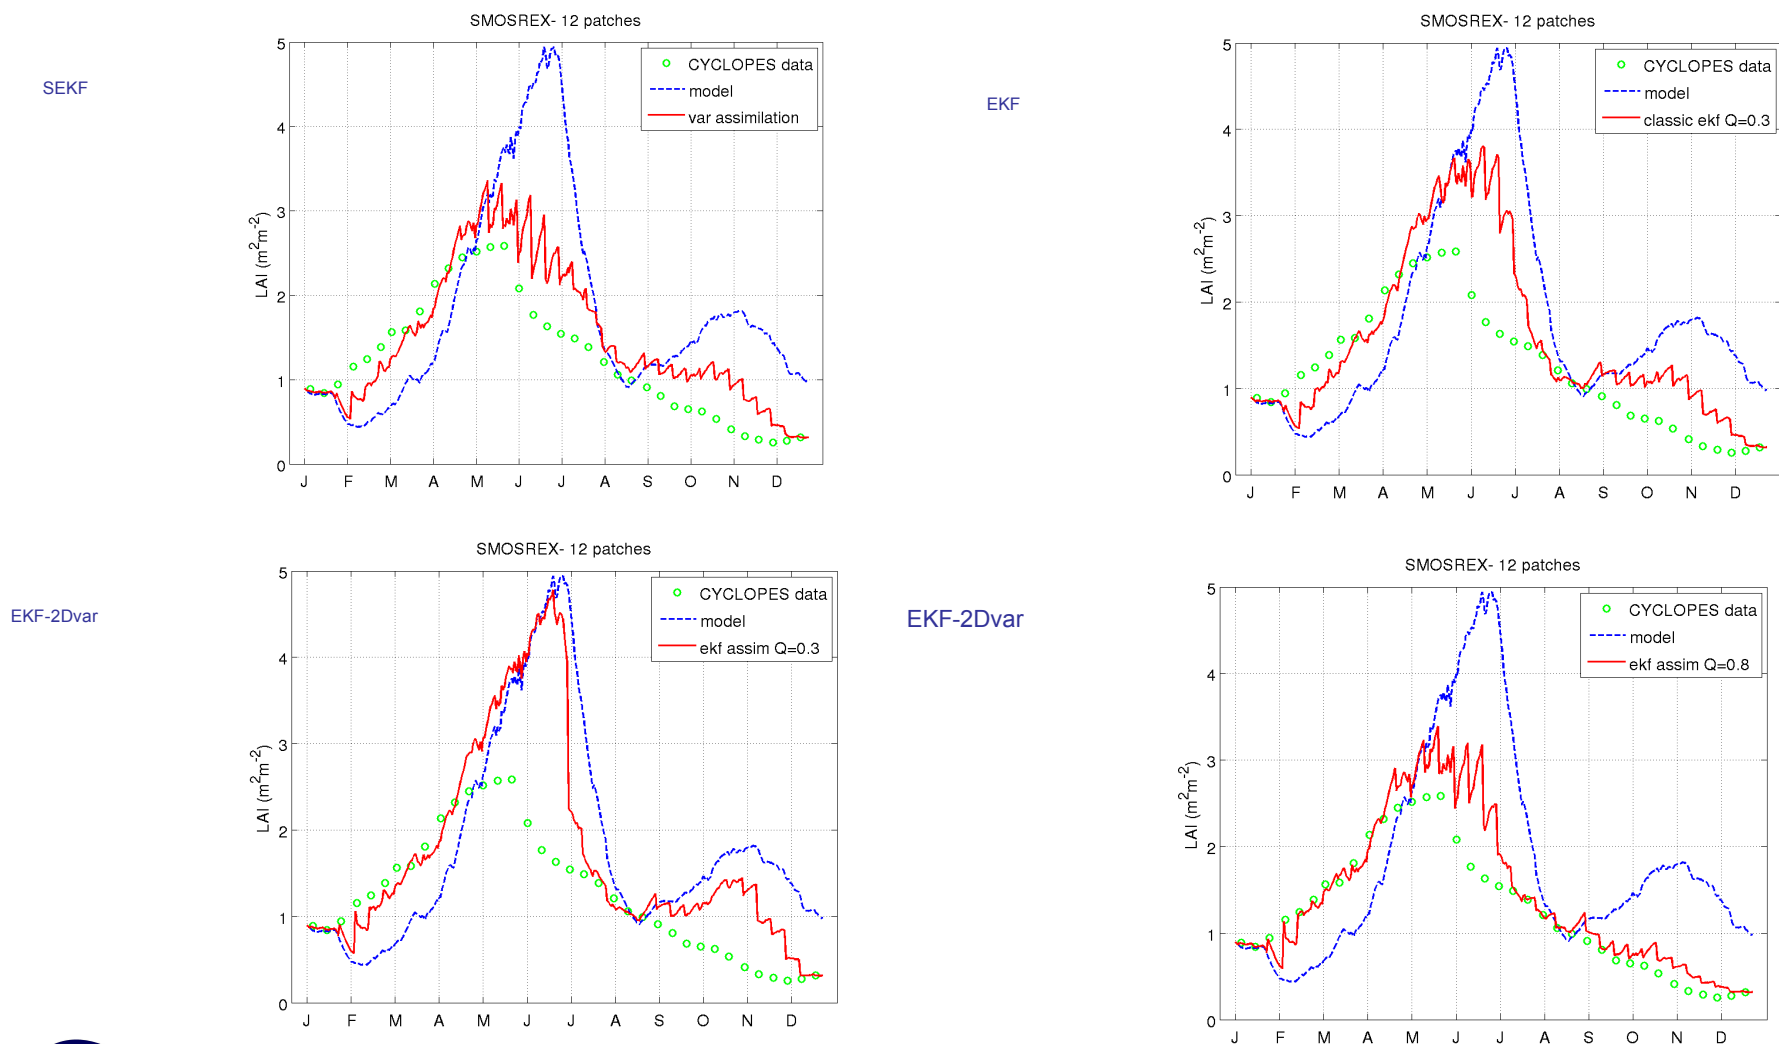 SEKF
SMOSREX- 12 patches
CYCLOPES data
model
var assimilation
LAI (m²m⁻²)
5
4
3
2
1
0
J F M A M J J A S O N D
EKF
SMOSREX- 12 patches
CYCLOPES data
model
classic ekf Q=0.3
LAI (m²m⁻²)
5
4
3
2
1
0
J F M A M J J A S O N D
EKF-2Dvar
SMOSREX- 12 patches
CYCLOPES data
model
ekf assim Q=0.3
LAI (m²m⁻²)
5
4
3
2
1
0
J F M A M J J A S O N D
EKF-2Dvar
SMOSREX- 12 patches
CYCLOPES data
model
ekf assim Q=0.8
LAI (m²m⁻²)
5
4
3
2
1
0
J F M A M J J A S O N D